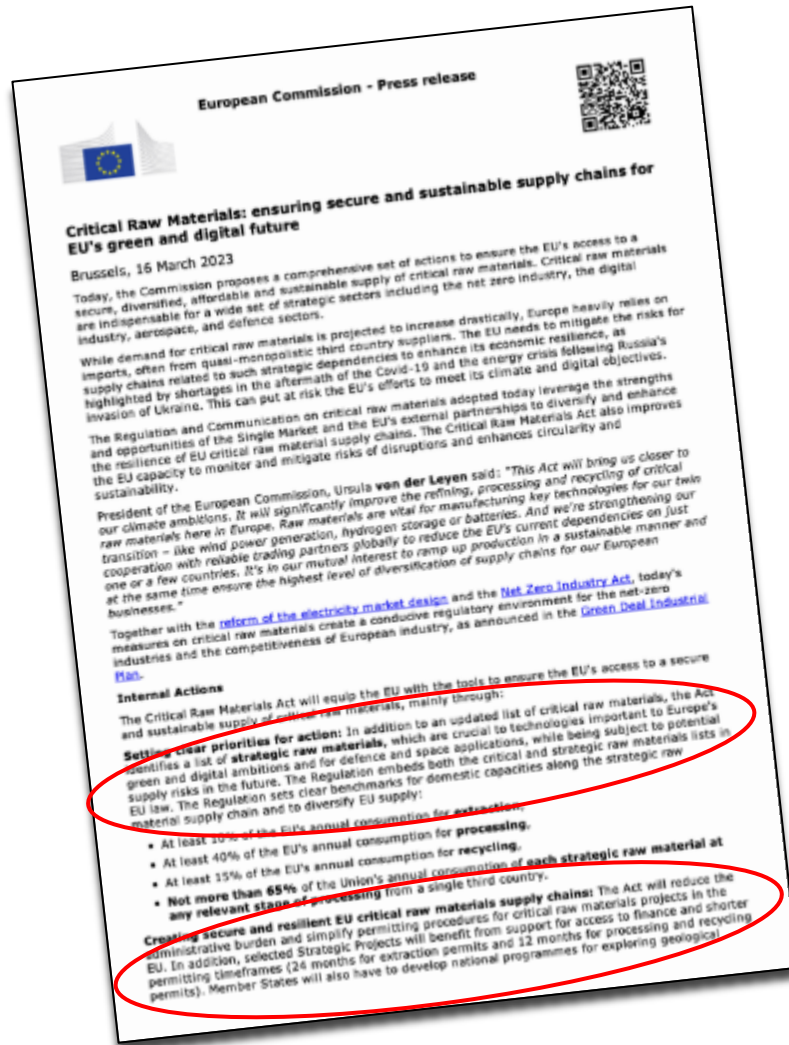 European Commission - Press release
Critical Raw Materials: ensuring secure and sustainable supply chains for
EU's green and digital future
Brussels, 16 March 2023
Today, the Commission proposes a comprehensive set of actions to ensure the EU's access to a
secure, diversified, affordable and sustainable supply of critical raw materials. Critical raw materials
are indispensable for a wide set of strategic sectors including the net zero industry, the digital
industry, aerospace, and defence sectors.
While demand for critical raw materials is projected to increase drastically, Europe heavily relies on
imports, often from quasi-monopolistic third country suppliers. The EU needs to mitigate the risks for
supply chains related to such strategic dependencies to enhance its economic resilience, as
highlighted by shortages in the aftermath of the Covid-19 and the energy crisis following Russia's
invasion of Ukraine. This can put at risk the EU's efforts to meet its climate and digital objectives.
The Regulation and Communication on critical raw materials adopted today leverage the strengths
and opportunities of the Single Market and the EU's external partnerships to diversify and enhance
the resilience of EU critical raw material supply chains. The Critical Raw Materials Act also improves
the EU capacity to monitor and mitigate risks of disruptions and enhances circularity and
sustainability.
President of the European Commission, Ursula von der Leyen said: "This Act will bring us closer to
our climate ambitions. It will significantly improve the refining, processing and recycling of critical
raw materials here in Europe. Raw materials are vital for manufacturing key technologies for our twin
transition – like wind power generation, hydrogen storage or batteries. And we're strengthening our
cooperation with reliable trading partners globally to reduce the EU's current dependencies on just
one or a few countries. It's in our mutual interest to ramp up production in a sustainable manner and
at the same time ensure the highest level of diversification of supply chains for our European
businesses."
Together with the reform of the electricity market design and the Net Zero Industry Act, today's
measures on critical raw materials create a conducive regulatory environment for the net-zero
industries and the competitiveness of European industry, as announced in the Green Deal Industrial
Plan.
Internal Actions
The Critical Raw Materials Act will equip the EU with the tools to ensure the EU's access to a secure
and sustainable supply of critical raw materials, mainly through:
Setting clear priorities for action: In addition to an updated list of critical raw materials, the Act
identifies a list of strategic raw materials, which are crucial to technologies important to Europe's
green and digital ambitions and for defence and space applications, while being subject to potential
supply risks in the future. The Regulation embeds both the critical and strategic raw materials lists in
EU law. The Regulation sets clear benchmarks for domestic capacities along the strategic raw
material supply chain and to diversify EU supply:
• At least 10% of the EU's annual consumption for extraction,
• At least 40% of the EU's annual consumption for processing,
• At least 15% of the EU's annual consumption for recycling,
• Not more than 65% of the Union's annual consumption of each strategic raw material at
any relevant stage of processing from a single third country.
Creating secure and resilient EU critical raw materials supply chains: The Act will reduce the
administrative burden and simplify permitting procedures for critical raw materials projects in the
EU. In addition, selected Strategic Projects will benefit from support for access to finance and shorter
permitting timeframes (24 months for extraction permits and 12 months for processing and recycling
permits). Member States will also have to develop national programmes for exploring geological